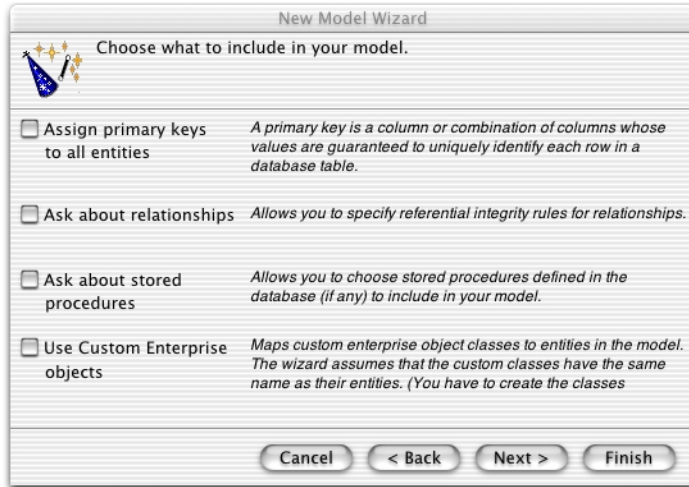 New Model Wizard
Choose what to include in your model.
Assign primary keys
to all entities
A primary key is a column or combination of columns whose
values are guaranteed to uniquely identify each row in a
database table.
Ask about relationships
Allows you to specify referential integrity rules for relationships.
Ask about stored
procedures
Allows you to choose stored procedures defined in the
database (if any) to include in your model.
Use Custom Enterprise
objects
Maps custom enterprise object classes to entities in the model.
The wizard assumes that the custom classes have the same
name as their entities. (You have to create the classes
Cancel
< Back
Next >
Finish